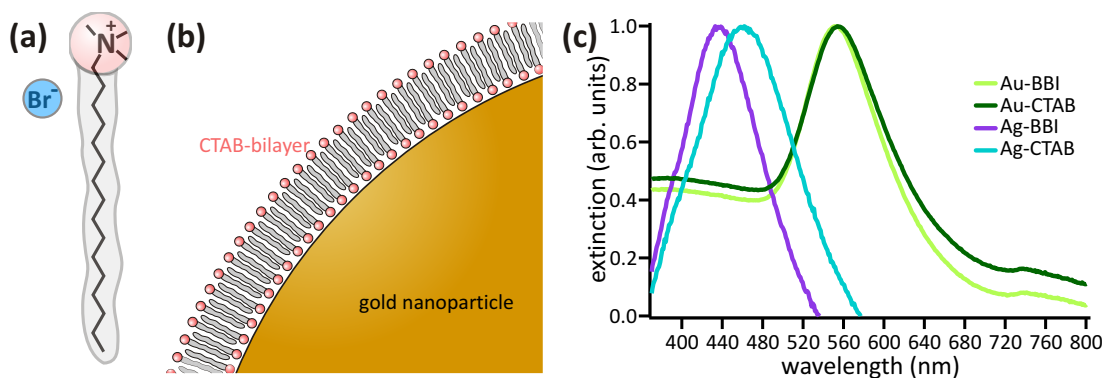 (a)
N
+
Br⁻
(b)
CTAB-bilayer
gold nanoparticle
(c)
extinction (arb. units)
1.0
0.8
0.6
0.4
0.2
0.0
Au-BBI
Au-CTAB
Ag-BBI
Ag-CTAB
400 440 480 520 560 600 640 680 720 760 800
wavelength (nm)